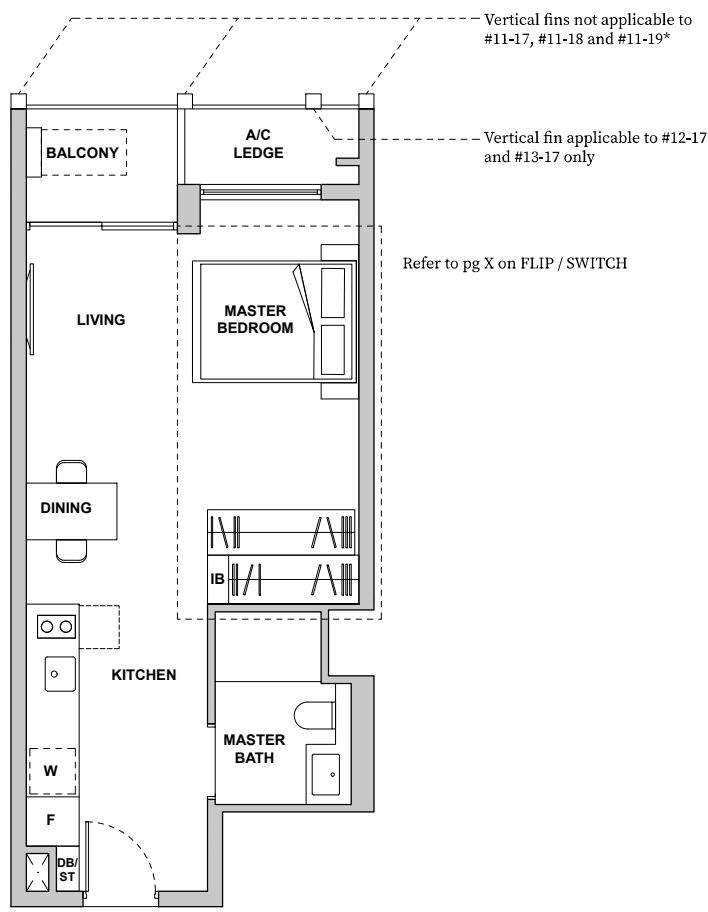 Vertical fins not applicable to
#11-17, #11-18 and #11-19*
A/C
LEDGE
BALCONY
Vertical fin applicable to #12-17
and #13-17 only
Refer to pg X on FLIP / SWITCH
LIVING
MASTER
BEDROOM
DINING
IB
KITCHEN
MASTER
BATH
W
F
DB/
ST